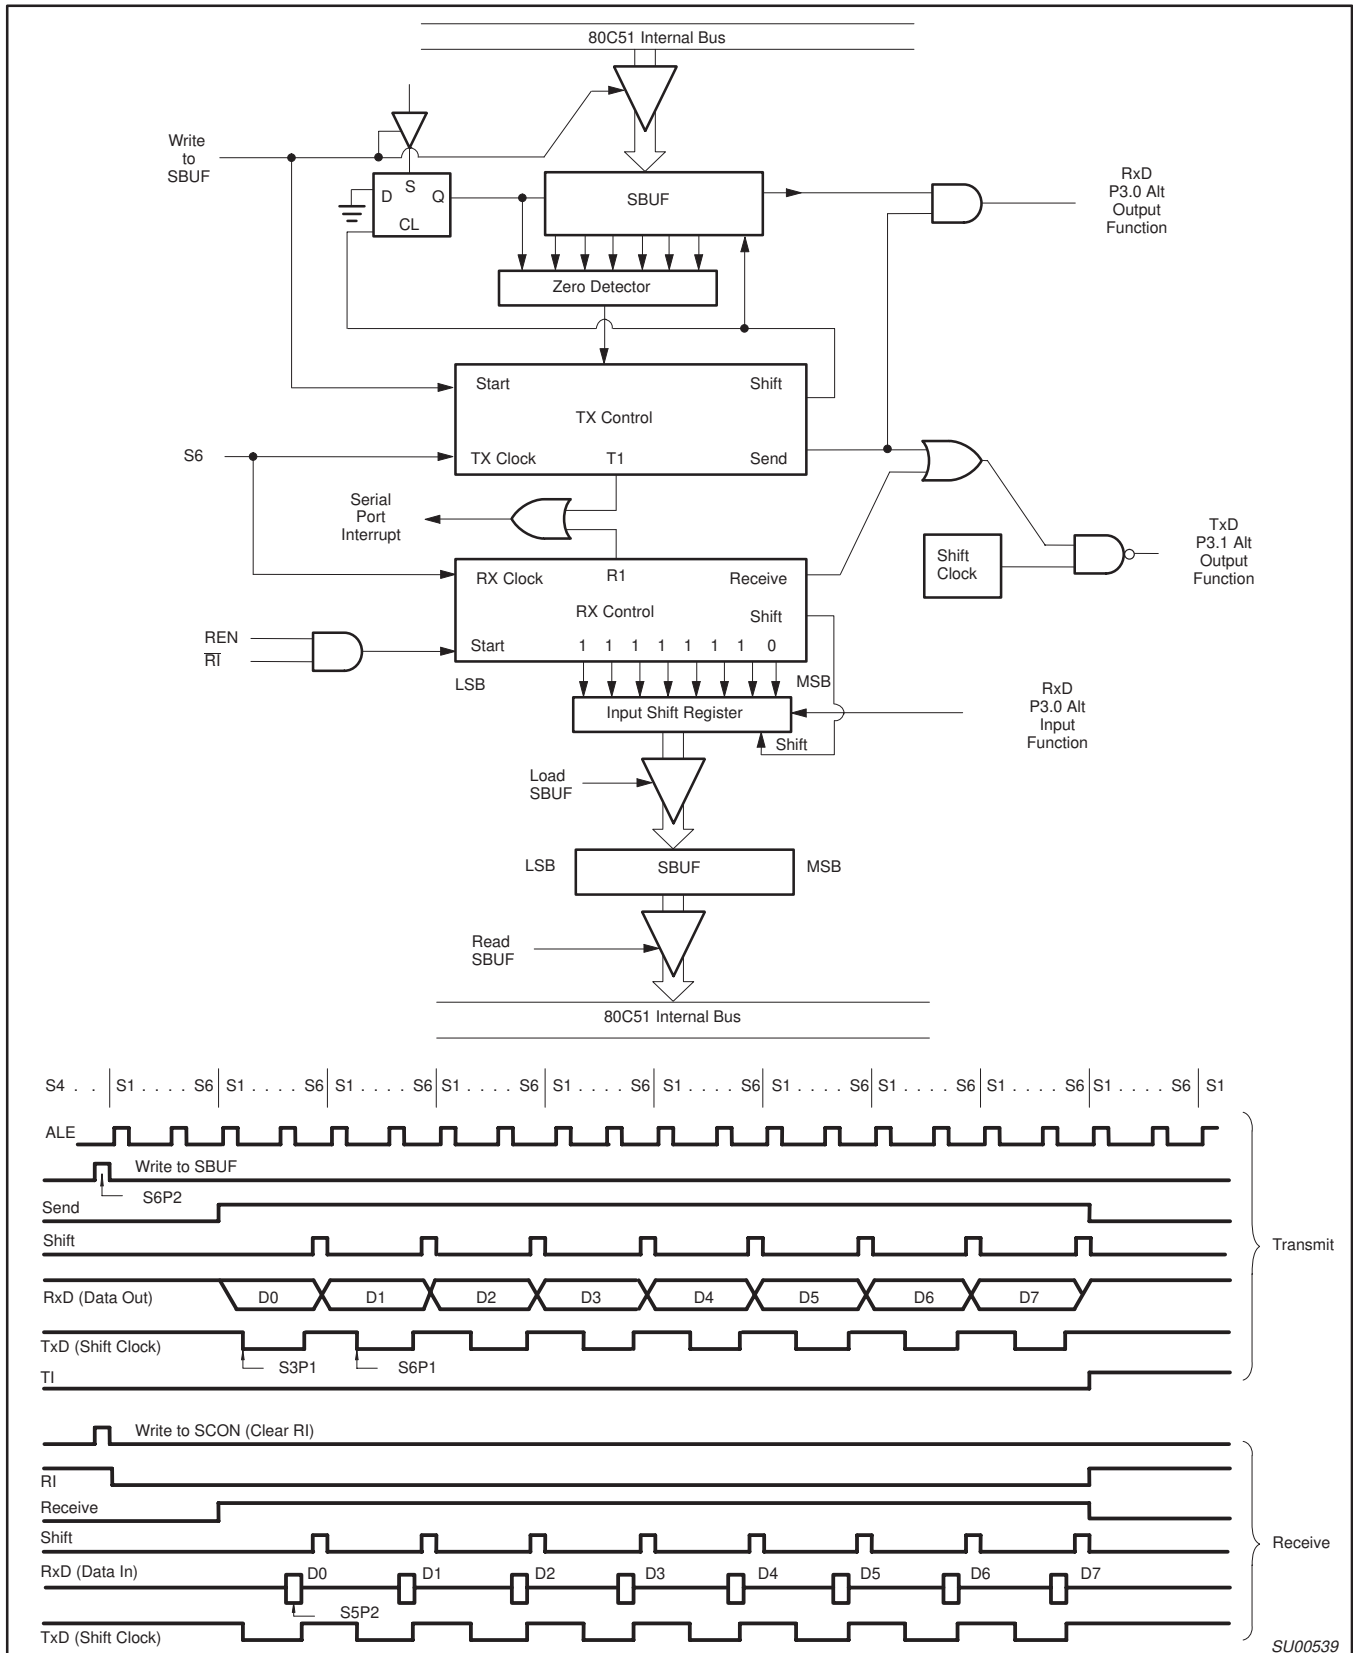 80C51 Internal Bus
Write
to
SBUF
D
S
Q
CL
SBUF
RxD
P3.0 Alt
Output
Function
Zero Detector
Start
Shift
TX Control
S6
TX Clock
T1
Send
Serial
Port
Interrupt
Shift
Clock
TxD
P3.1 Alt
Output
Function
RX Clock
R1
Receive
RX Control
Shift
REN
RI
Start
1 1 1 1 1 1 1 0
LSB
MSB
Input Shift Register
RxD
P3.0 Alt
Input
Function
Shift
Load
SBUF
LSB
SBUF
MSB
Read
SBUF
80C51 Internal Bus
S4 . . S1 . . . . S6 S1 . . . . S6 S1 . . . . S6 S1 . . . . S6 S1 . . . . S6 S1 . . . . S6 S1 . . . . S6 S1 . . . . S6 S1 . . . . S6 S1 . . . . S6 S1
ALE
Write to SBUF
S6P2
Send
Shift
Transmit
RxD (Data Out) D0 D1 D2 D3 D4 D5 D6 D7
TxD (Shift Clock)
S3P1 S6P1
TI
Write to SCON (Clear RI)
RI
Receive
Shift
Receive
RxD (Data In) D0 D1 D2 D3 D4 D5 D6 D7
S5P2
TxD (Shift Clock)
SU00539